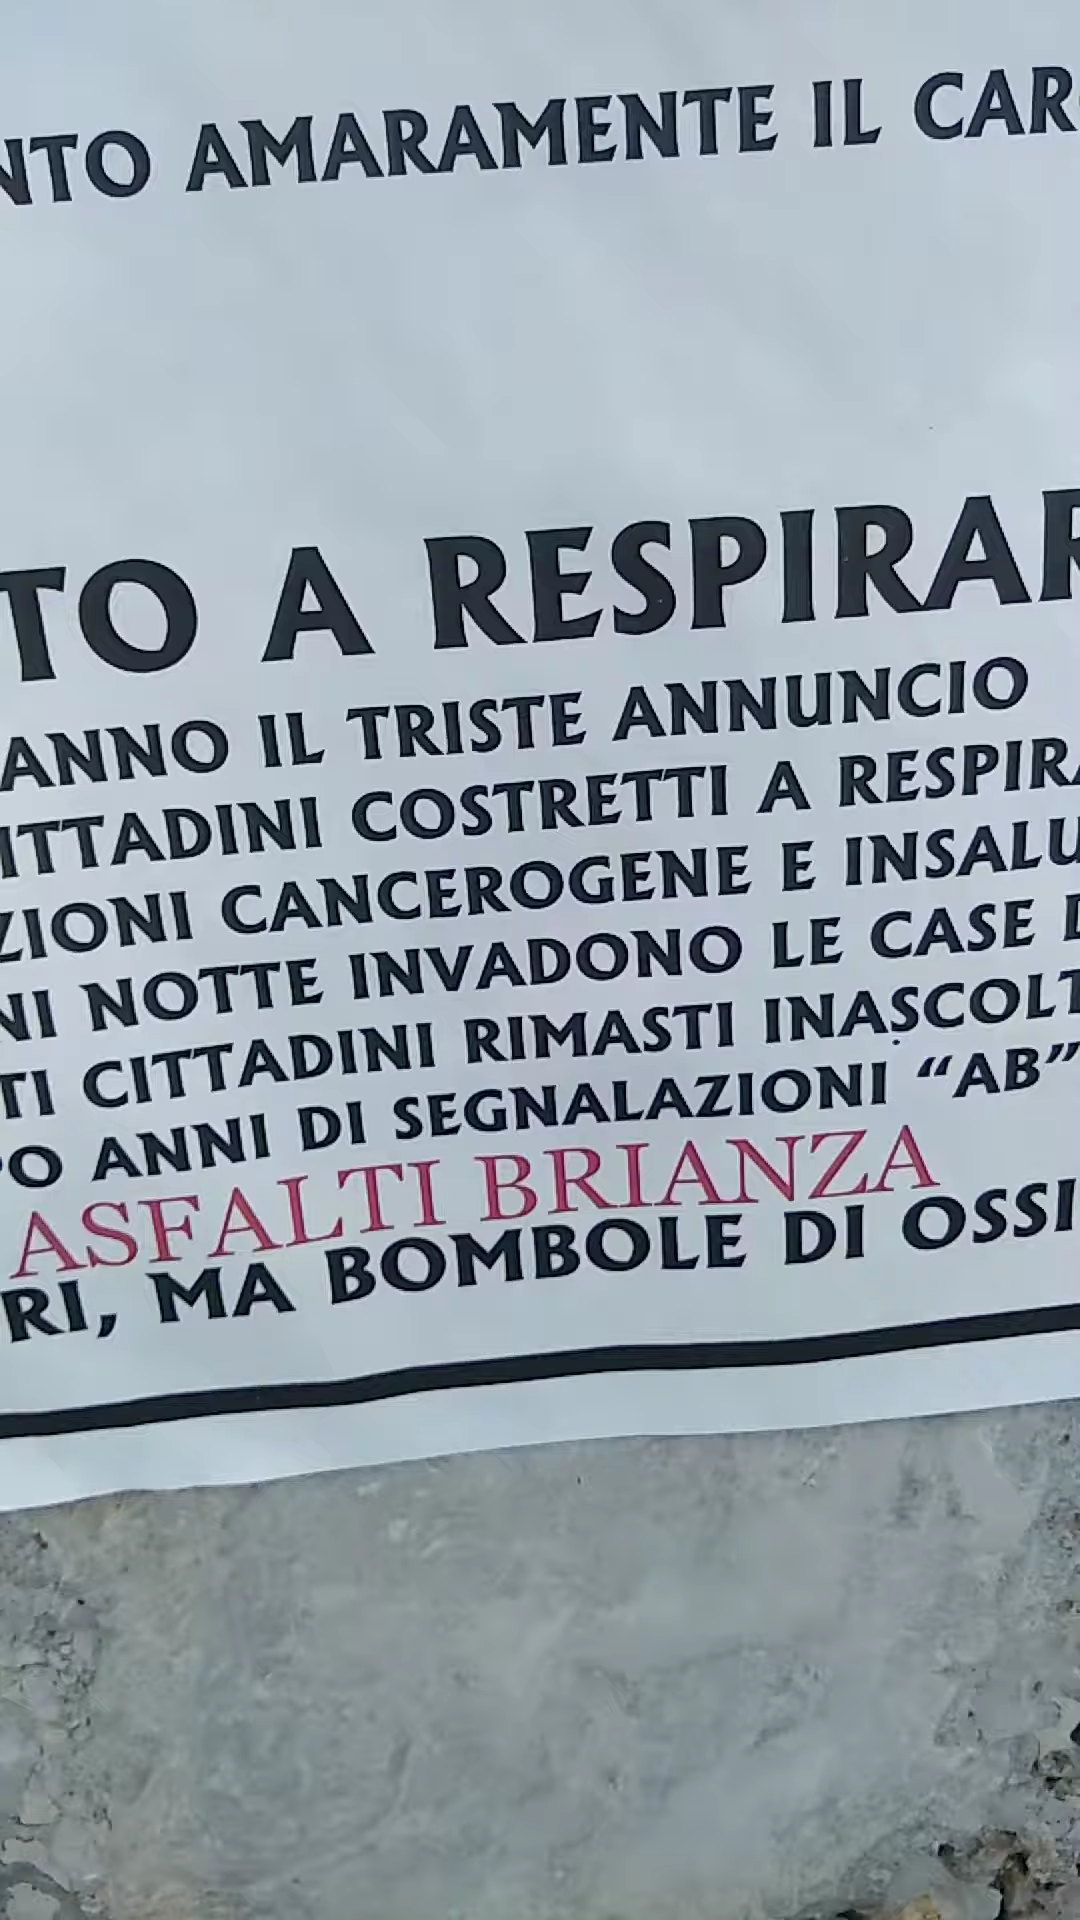 NTO AMARAMENTE IL CAR
TO A RESPIRAR
ANNO IL TRISTE ANNUNCIO
ITTADINI COSTRETTI A RESPIRA
ZIONI CANCEROGENE E INSALU
NI NOTTE INVADONO LE CASE D
TI CITTADINI RIMASTI INASCOLT
PO ANNI DI SEGNALAZIONI “AB”
ASFALTI BRIANZA
RI, MA BOMBOLE DI OSSI